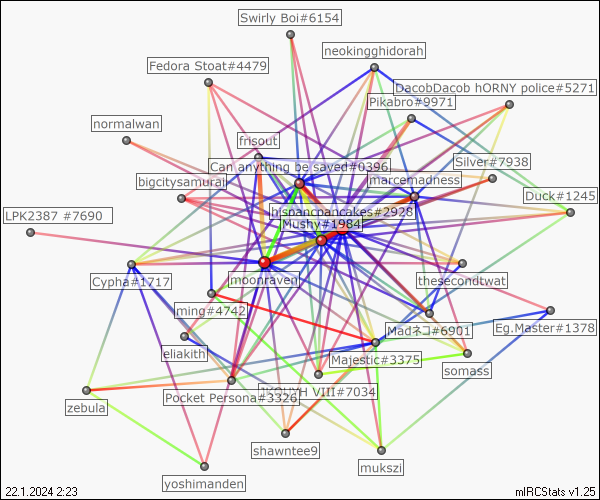 Swirly Boi#6154
neokingghidorah
Fedora Stoat#4479
DacobDacob hORNY police#5271
Pikabro#9971
normalwan
frisout
Silver#7938
Can anything be saved#0396
marcemadness
bigcitysamurai
Duck#1245
LPK2387 #7690
hispancpancakes#2928
Mushy#1984
Cypha#1717
moonraven
thesecondtwat
ming#4742
Madネコ#6901
Eg.Master#1378
eliakith
Majestic#3375
somass
Pocket Persona#3326
VIII#7034
zebula
shawntee9
mukszi
yoshimanden
22.1.2024 2:23
mIRCStats v1.25